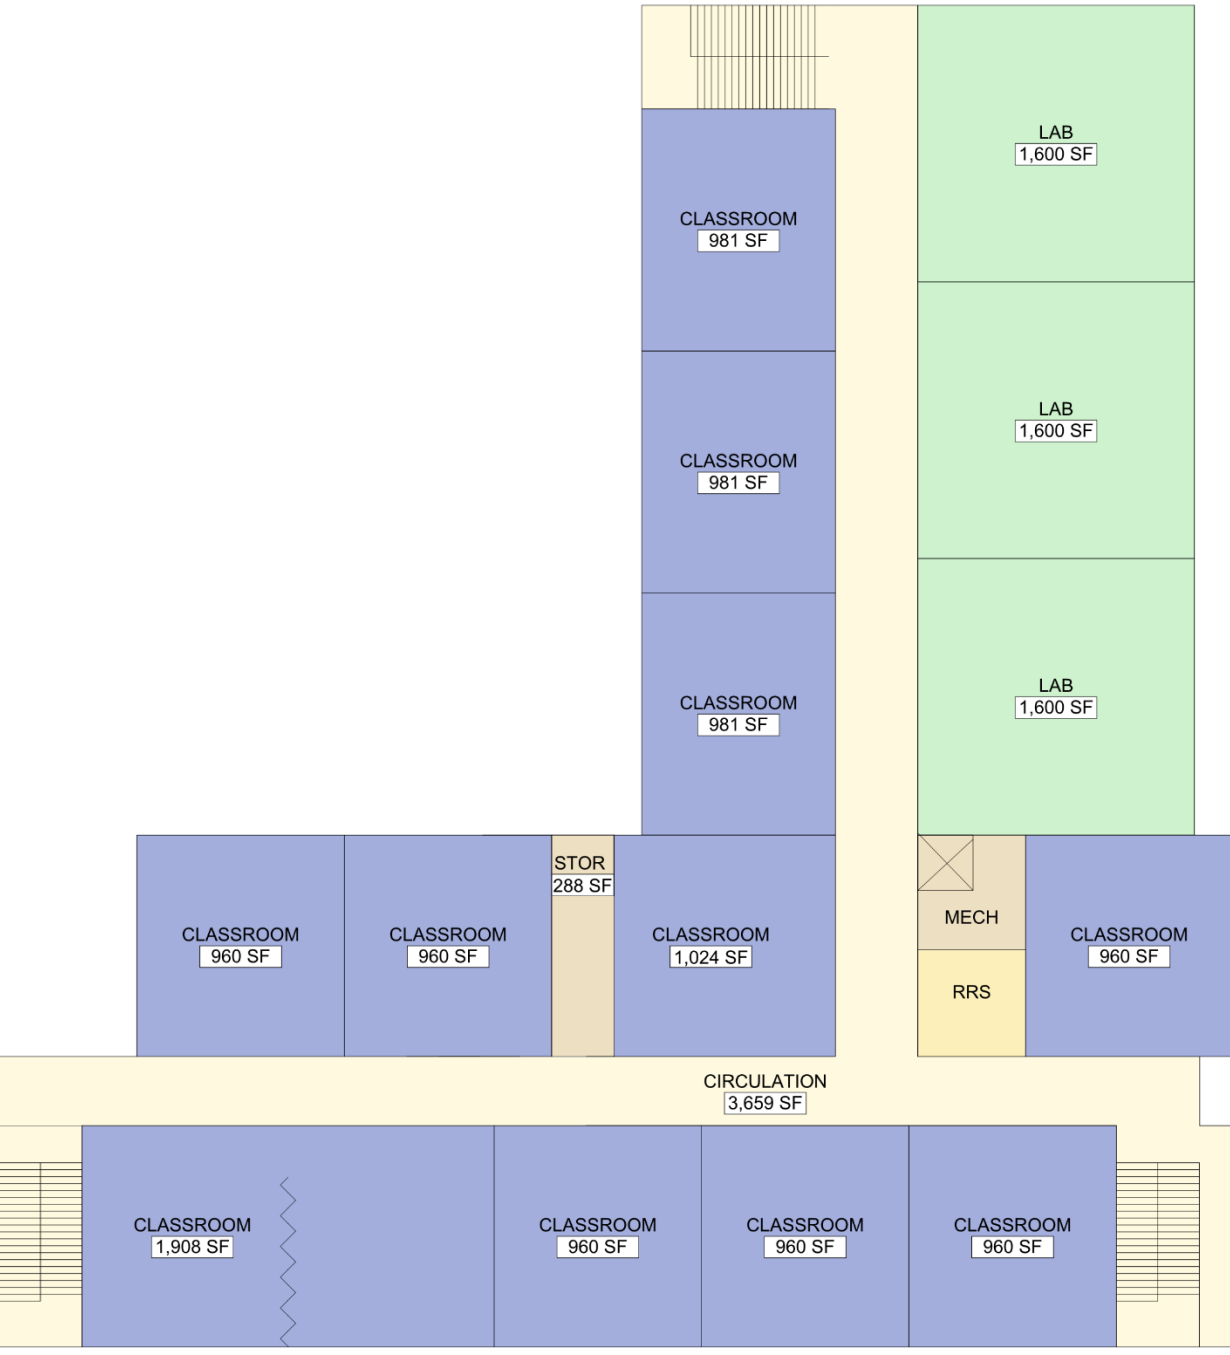 LAB
1,600 SF
CLASSROOM
981 SF
LAB
1,600 SF
CLASSROOM
981 SF
LAB
1,600 SF
CLASSROOM
981 SF
STOR
288 SF
CLASSROOM
960 SF
CLASSROOM
960 SF
CLASSROOM
1,024 SF
MECH
CLASSROOM
960 SF
RRS
CIRCULATION
3,659 SF
CLASSROOM
1,908 SF
CLASSROOM
960 SF
CLASSROOM
960 SF
CLASSROOM
960 SF